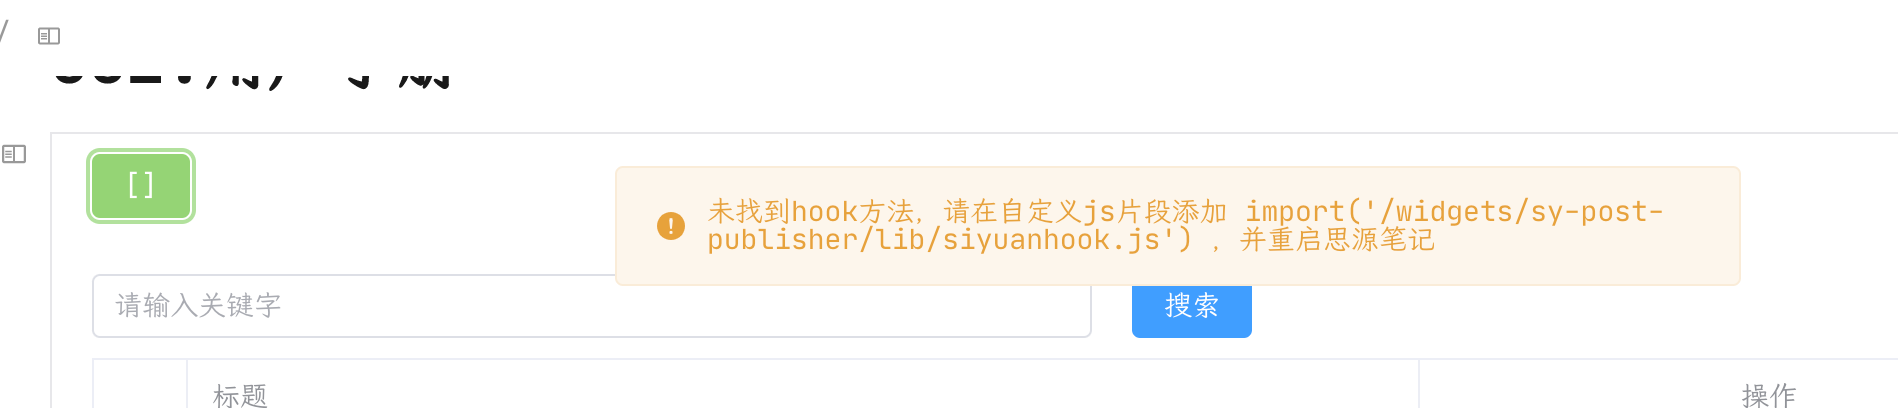 /
[]
未找到hook方法，请在自定义js片段添加 import('/widgets/sy-post-
publisher/lib/siyuanhook.js') ，并重启思源笔记
请输入关键字
搜索
标题
操作